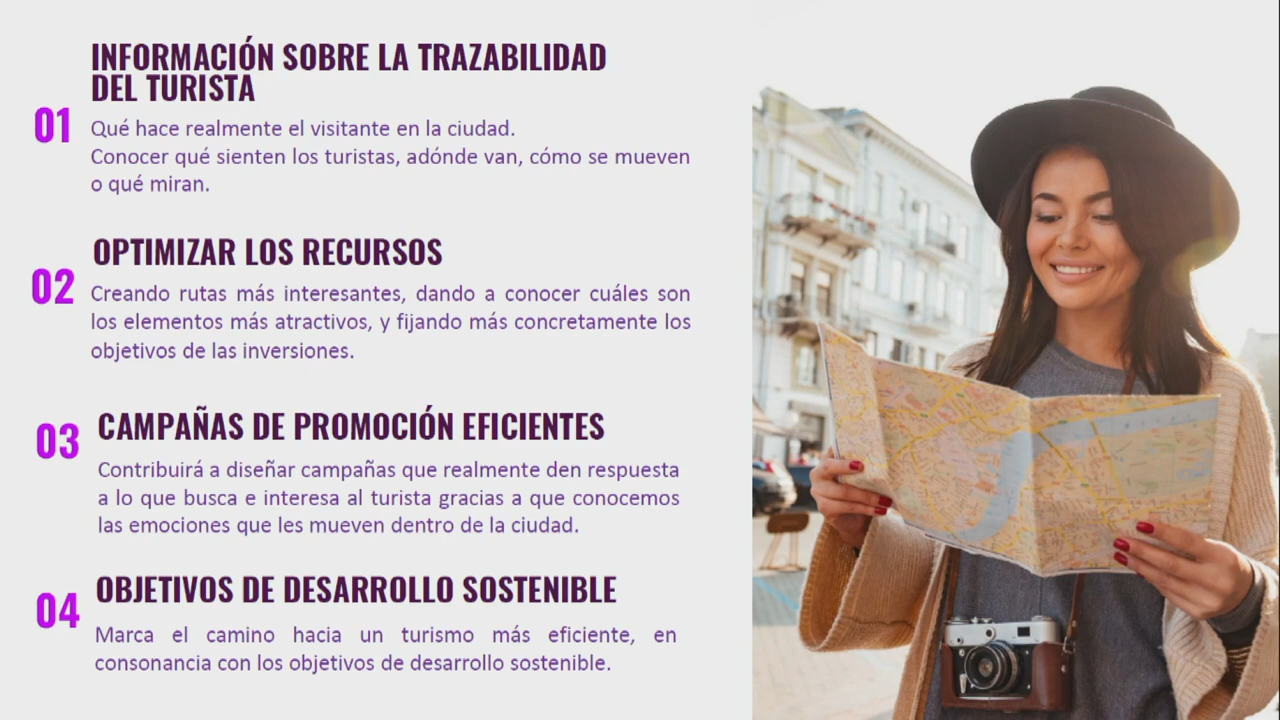 INFORMACIÓN SOBRE LA TRAZABILIDAD
DEL TURISTA
01
Qué hace realmente el visitante en la ciudad.
Conocer qué sienten los turistas, adónde van, cómo se mueven
o qué miran.
OPTIMIZAR LOS RECURSOS
02
Creando rutas más interesantes, dando a conocer cuáles son
los elementos más atractivos, y fijando más concretamente los
objetivos de las inversiones.
CAMPAÑAS DE PROMOCIÓN EFICIENTES
03
Contribuirá a diseñar campañas que realmente den respuesta
a lo que busca e interesa al turista gracias a que conocemos
las emociones que les mueven dentro de la ciudad.
OBJETIVOS DE DESARROLLO SOSTENIBLE
04
Marca el camino hacia un turismo más eficiente, en
consonancia con los objetivos de desarrollo sostenible.